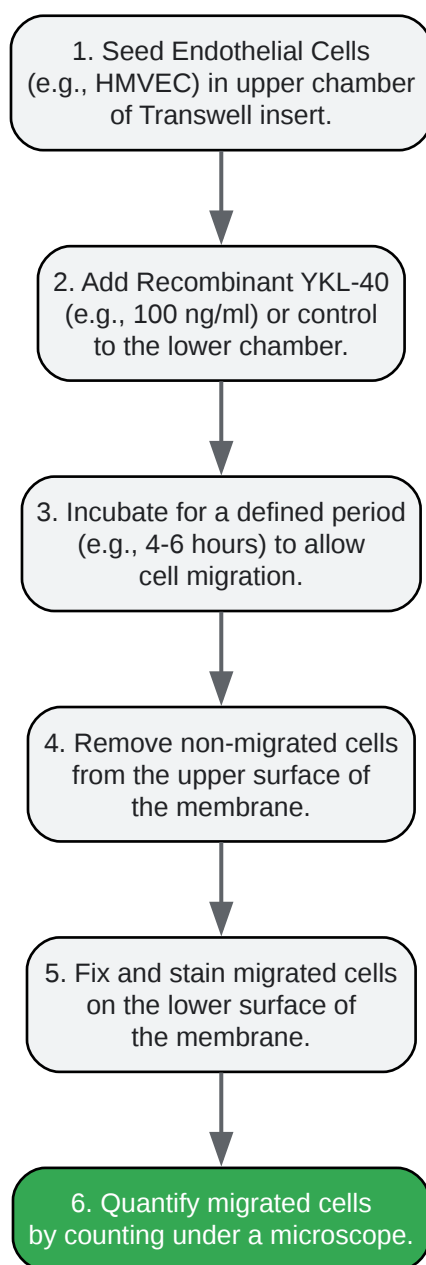 1. Seed Endothelial Cells
(e.g., HMVEC) in upper chamber
of Transwell insert.
2. Add Recombinant YKL-40
(e.g., 100 ng/ml) or control
to the lower chamber.
3. Incubate for a defined period
(e.g., 4-6 hours) to allow
cell migration.
4. Remove non-migrated cells
from the upper surface of
the membrane.
5. Fix and stain migrated cells
on the lower surface of
the membrane.
6. Quantify migrated cells
by counting under a microscope.